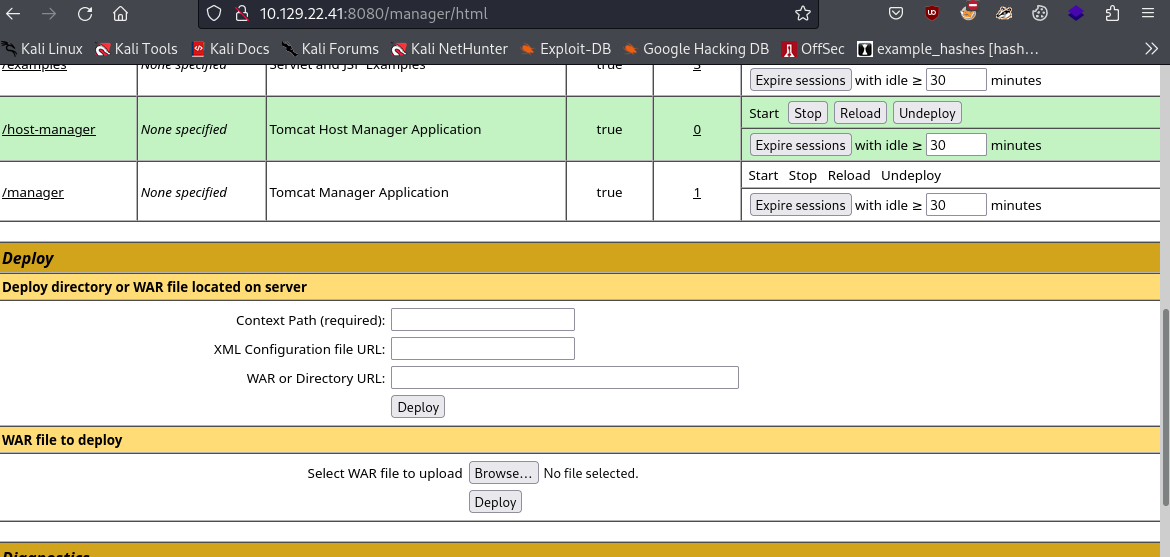 10.129.22.41:8080/manager/html
Kali Linux Kali Tools Kali Docs Kali Forums Kali NetHunter Exploit-DB Google Hacking DB OffSec example_hashes [hash…
/examples None specified Servlet and JSP Examples true
Expire sessions with idle ≥ 30 minutes
/host-manager None specified Tomcat Host Manager Application true 0 Start Stop Reload Undeploy
Expire sessions with idle ≥ 30 minutes
/manager None specified Tomcat Manager Application true 1 Start Stop Reload Undeploy
Expire sessions with idle ≥ 30 minutes
Deploy
Deploy directory or WAR file located on server
Context Path (required):
XML Configuration file URL:
WAR or Directory URL:
Deploy
WAR file to deploy
Select WAR file to upload Browse… No file selected.
Deploy
Diagnostics